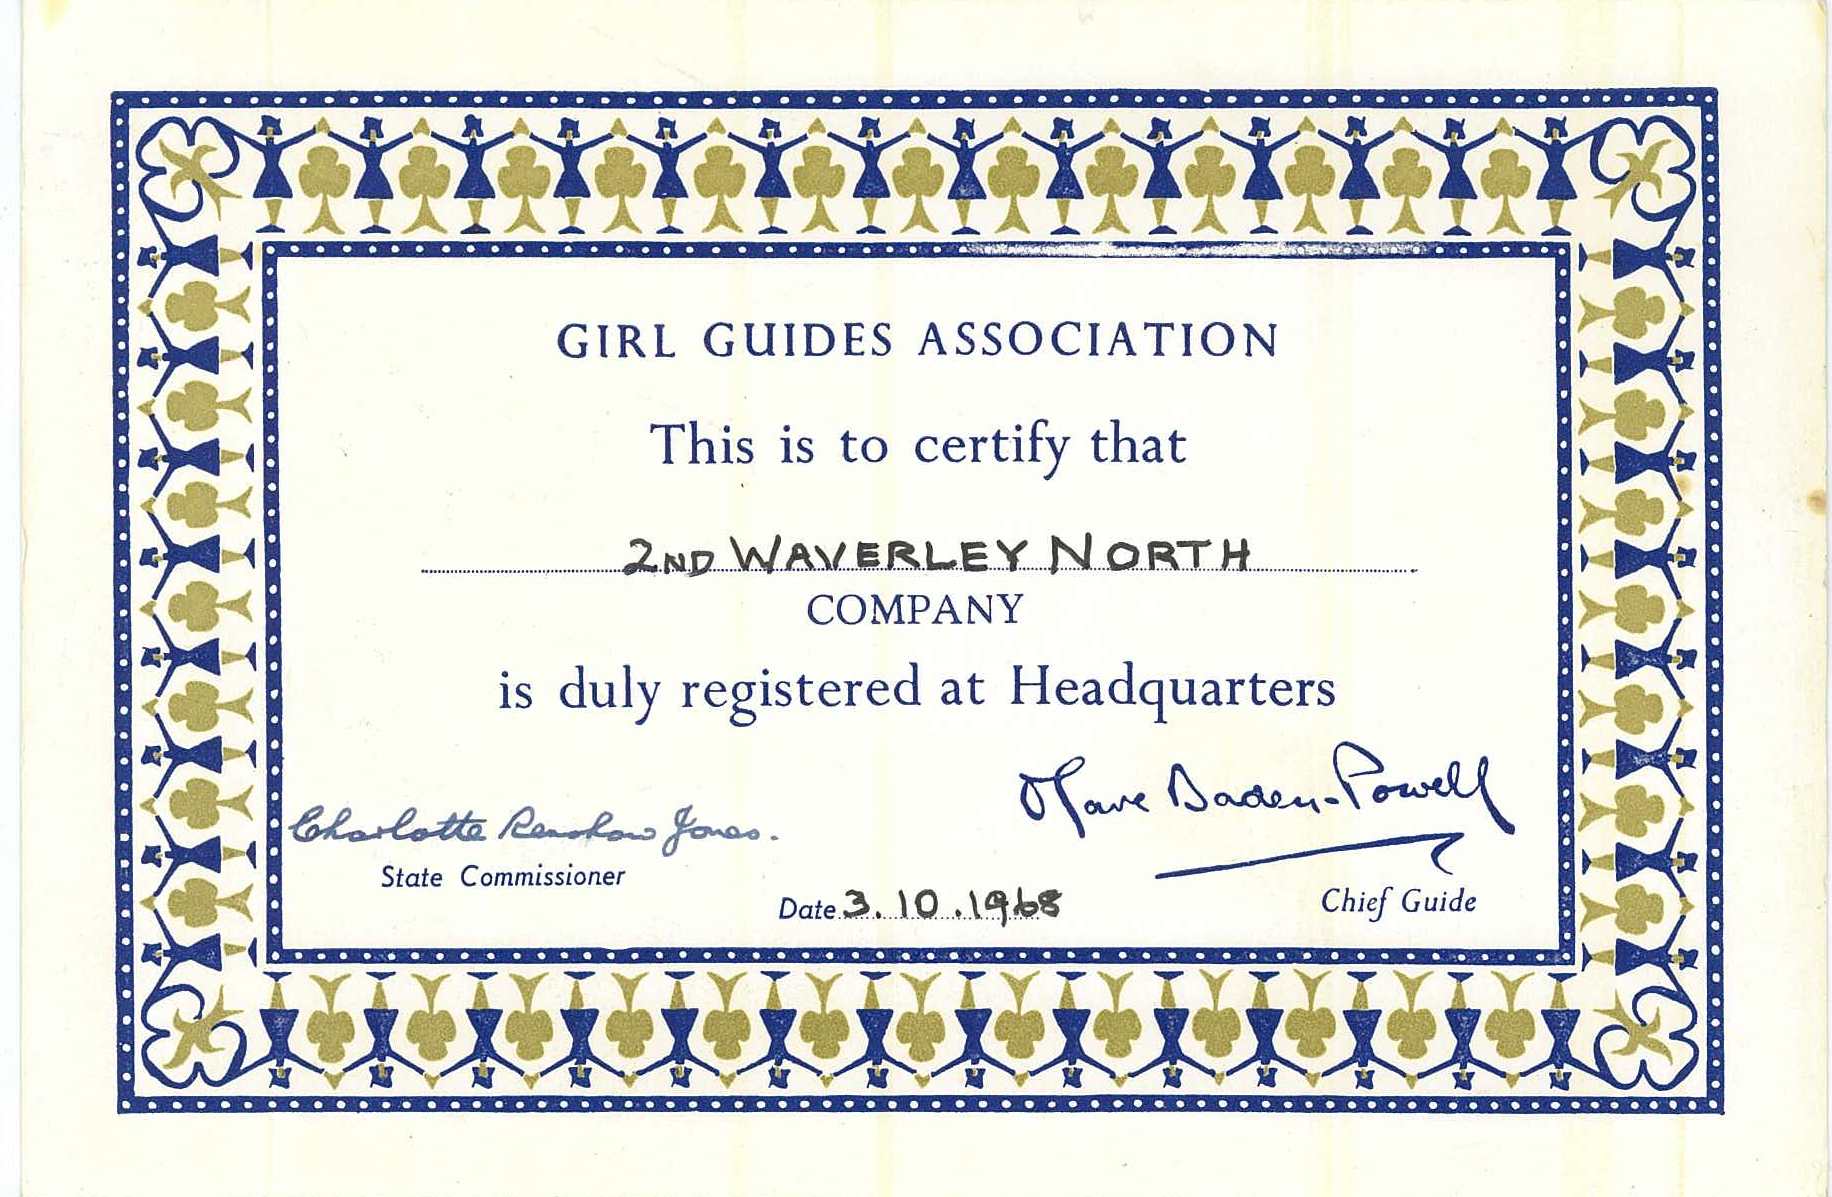 GIRL GUIDES ASSOCIATION
This is to certify that
2ND WAVERLEY NORTH
COMPANY
is duly registered at Headquarters
Olave Baden-Powell
Charlotte Renshaw Jones.
State Commissioner
Date 3.10.1968
Chief Guide